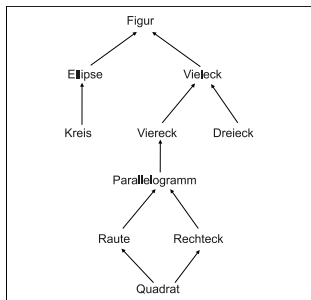 Figur
Ellipse Vieleck
Kreis Viereck Dreieck
Parallelogramm
Raute Rechteck
Quadrat